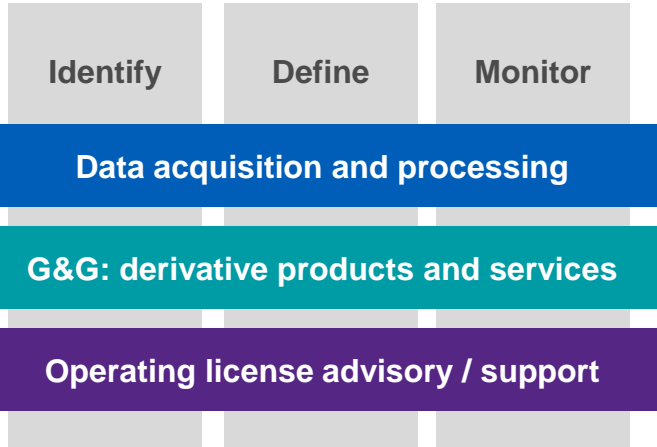 Identify
Define
Monitor
Data acquisition and processing
G&G: derivative products and services
Operating license advisory / support